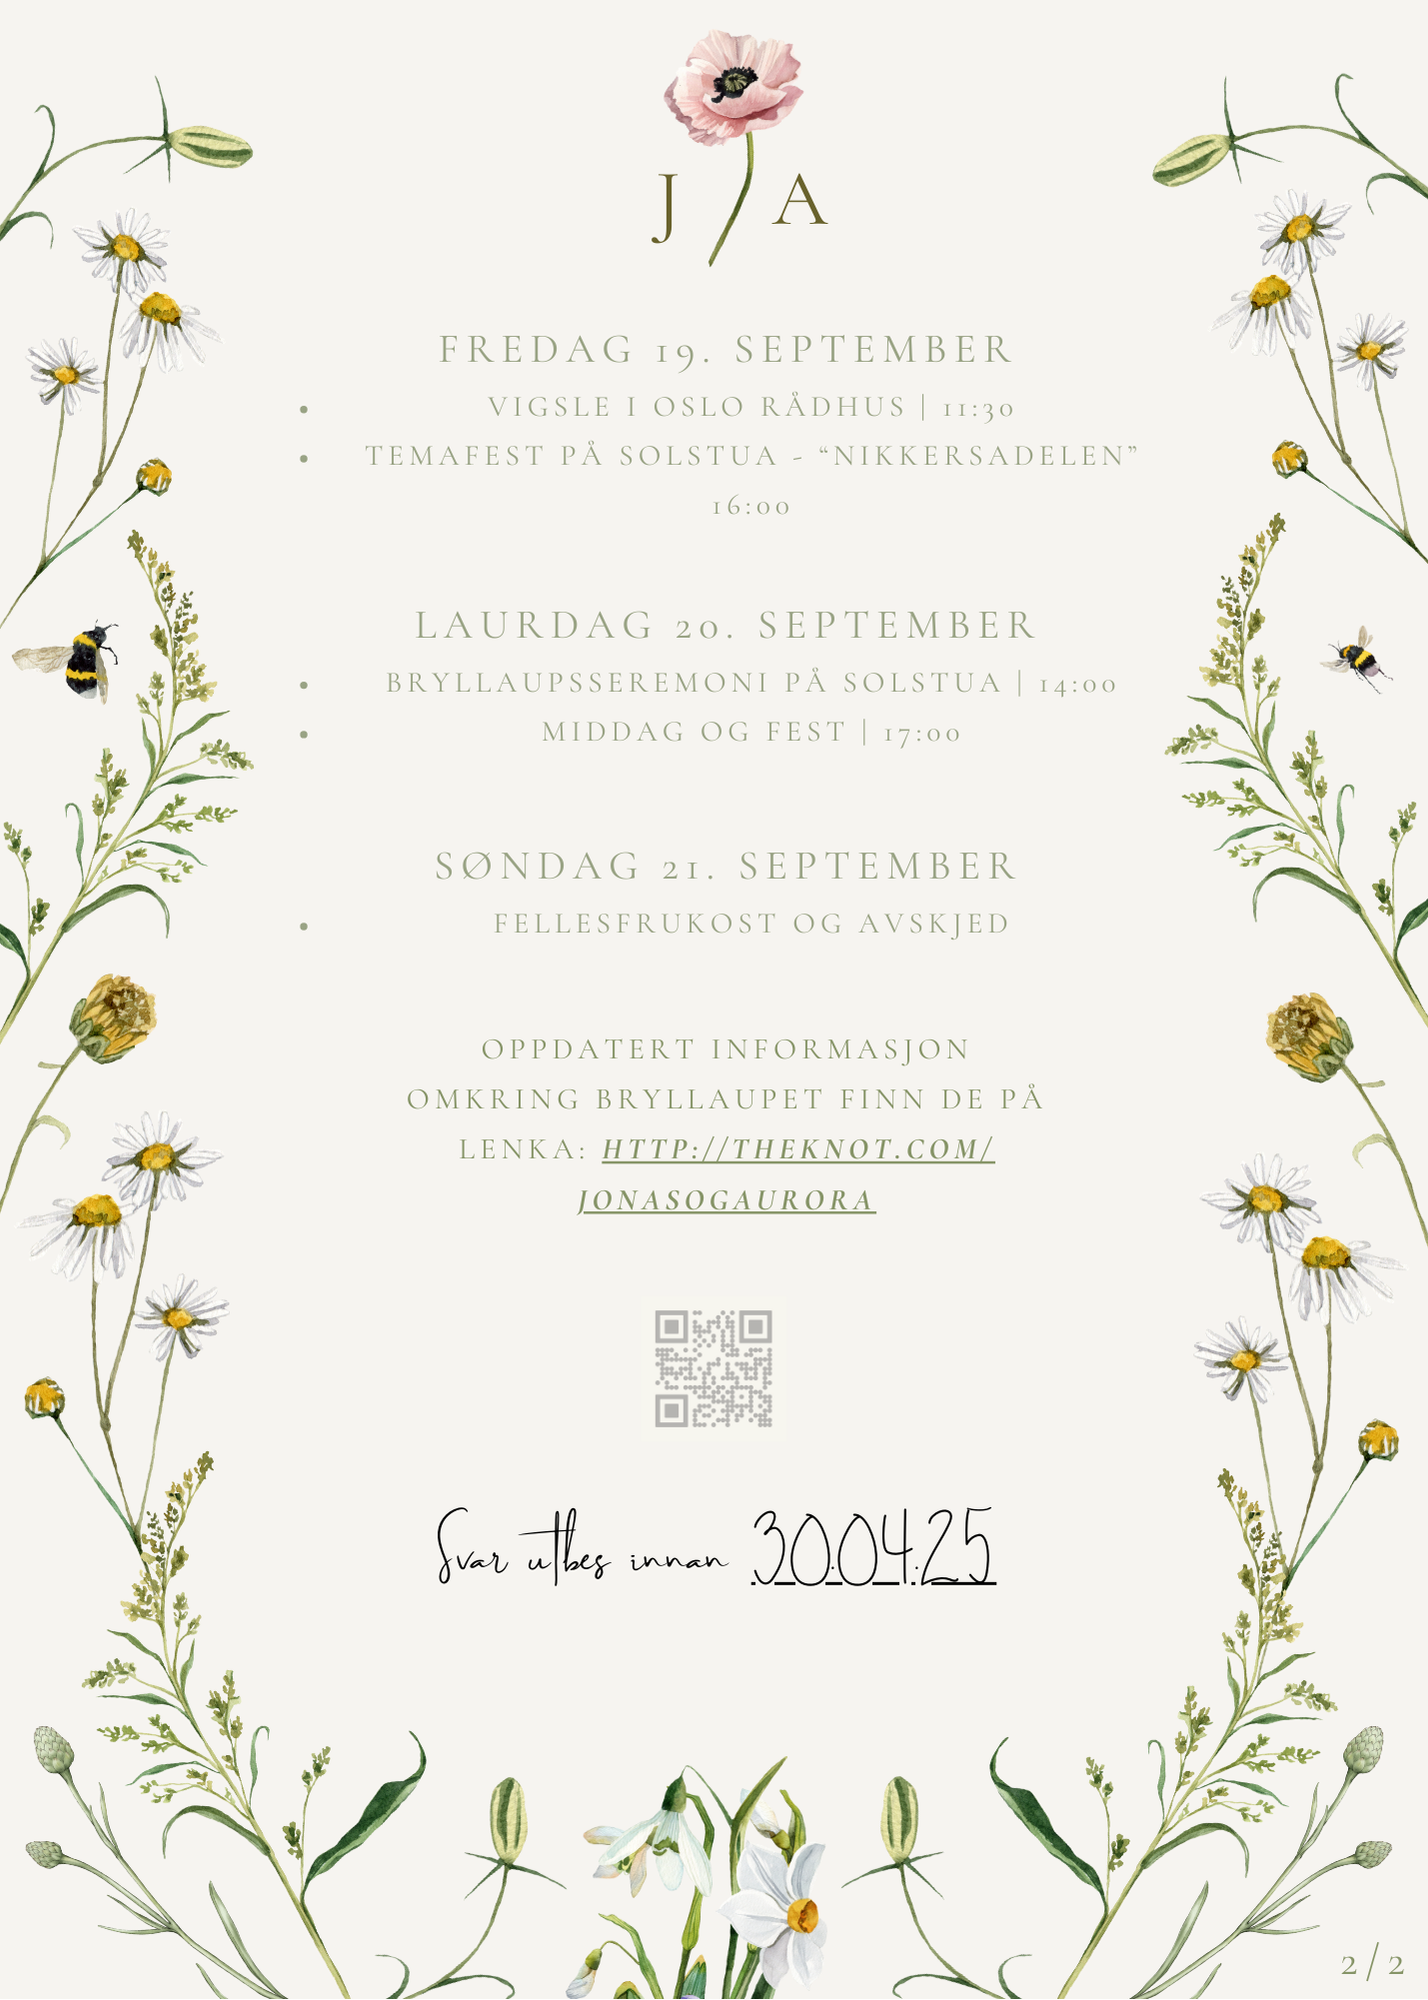 J A
FREDAG 19. SEPTEMBER
• VIGSLE I OSLO RÅDHUS | 11:30
• TEMAFEST PÅ SOLSTUA - “NIKKERSADELEN”
16:00
LAURDAG 20. SEPTEMBER
• BRYLLAUPSSEREMONI PÅ SOLSTUA | 14:00
• MIDDAG OG FEST | 17:00
SØNDAG 21. SEPTEMBER
• FELLESFRUKOST OG AVSKJED
OPPDATERT INFORMASJON
OMKRING BRYLLAUPET FINN DE PÅ
LENKA: HTTP://THEKNOT.COM/
JONASOGAURORA
Svar utbes innan 30.04.25
2/2